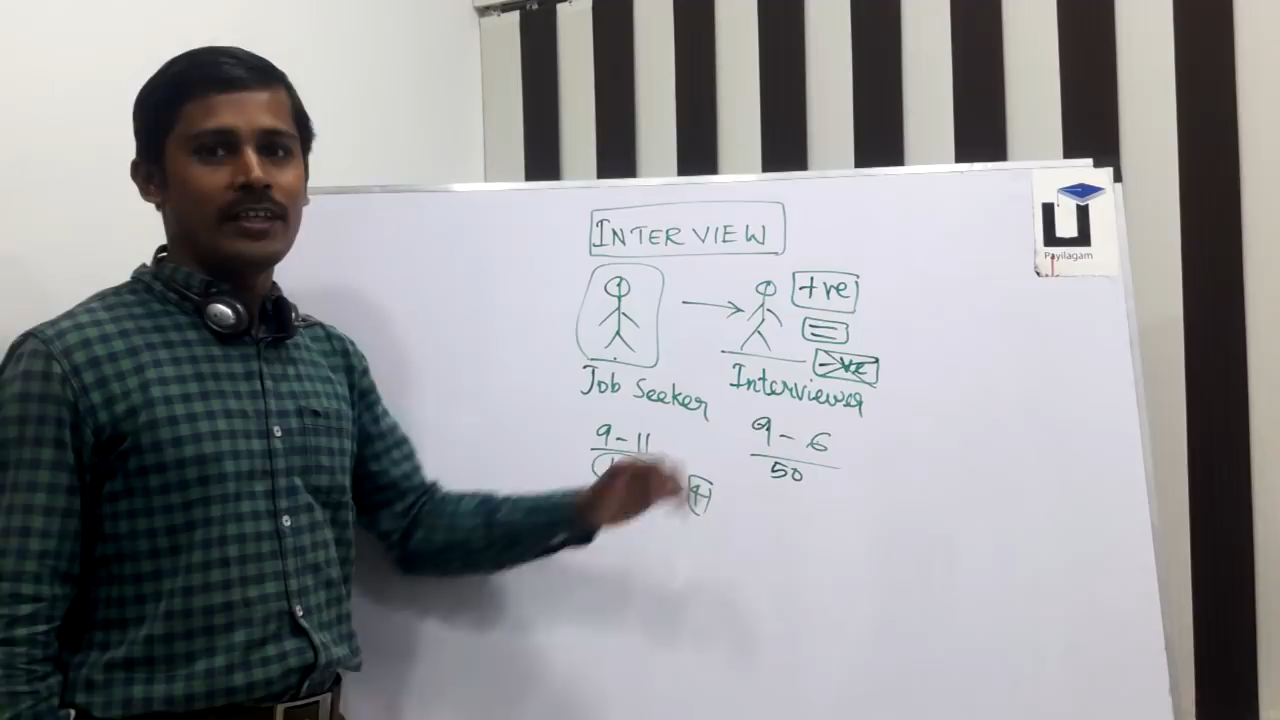 INTERVIEW
+ve
=
-ve
Job Seeker
Interviewer
9-11
9-6
50
Payilagam